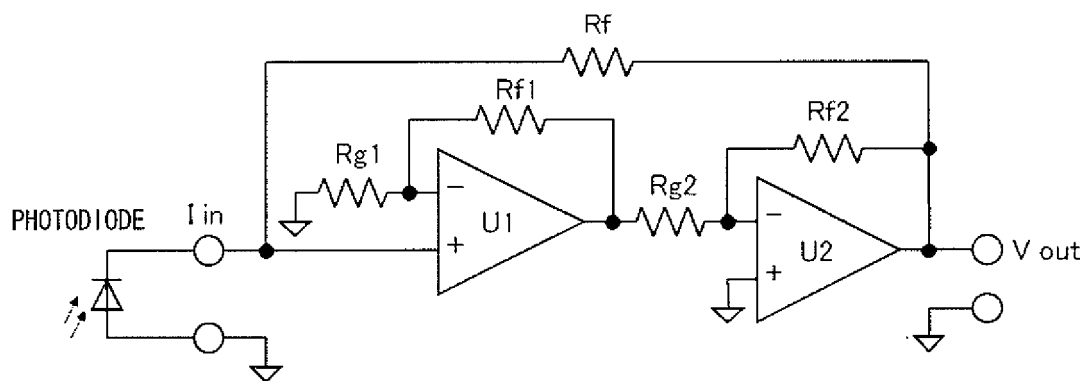 Rf
Rf1
Rf2
Rg1
Rg2
PHOTODIODE
I in
−
+
U1
−
+
U2
V out